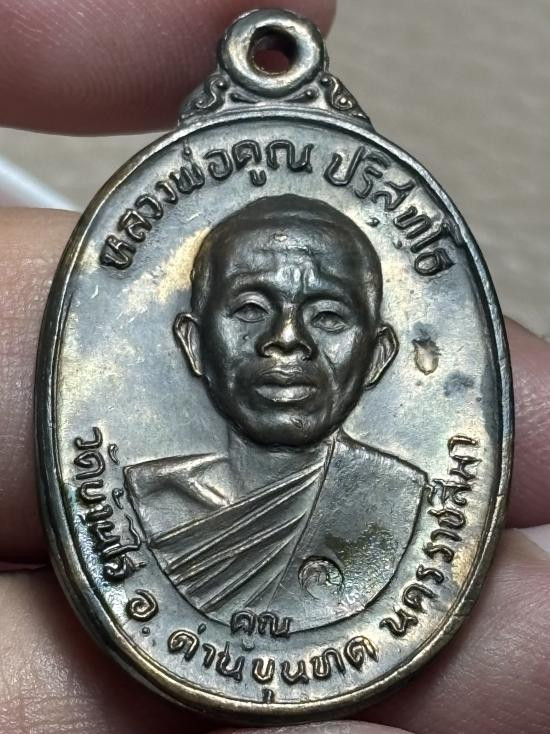 หลวงพ่อคูณ ปริสุทฺโธ
คูณ
วัดบ้านไร่ อ. ด่านขุนทด นครราชสีมา